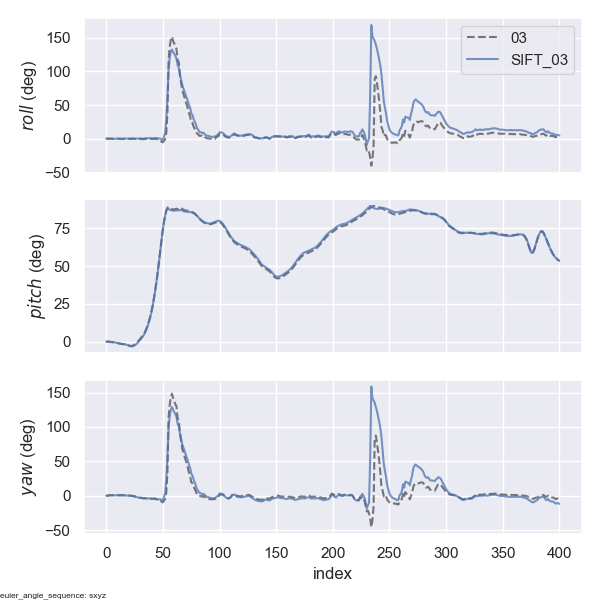 150
100
50
0
−50
roll (deg)
03
SIFT_03
75
50
25
0
pitch (deg)
150
100
50
0
−50
yaw (deg)
0 50 100 150 200 250 300 350 400
index
euler_angle_sequence: sxyz